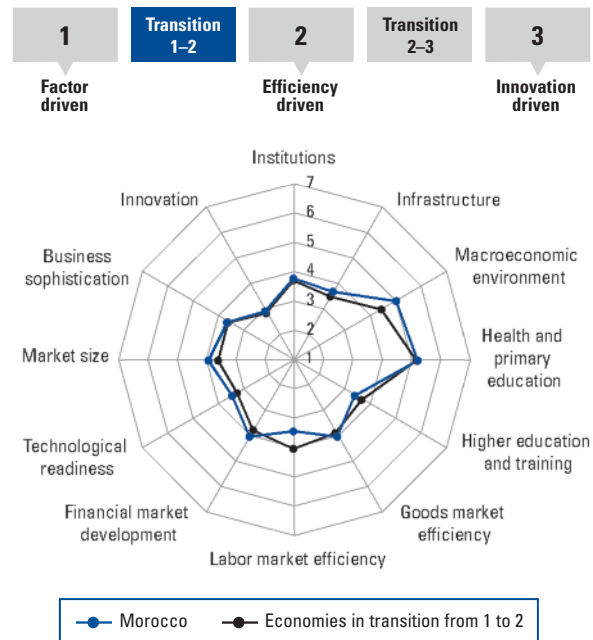 1
Transition
1–2
2
Transition
2–3
3
Factor
driven
Efficiency
driven
Innovation
driven
Institutions
Innovation
Infrastructure
Business
sophistication
Macroeconomic
environment
Market size
Health and
primary
education
Technological
readiness
Higher education
and training
Financial market
development
Goods market
efficiency
Labor market efficiency
7
6
5
4
3
2
1
Morocco
Economies in transition from 1 to 2